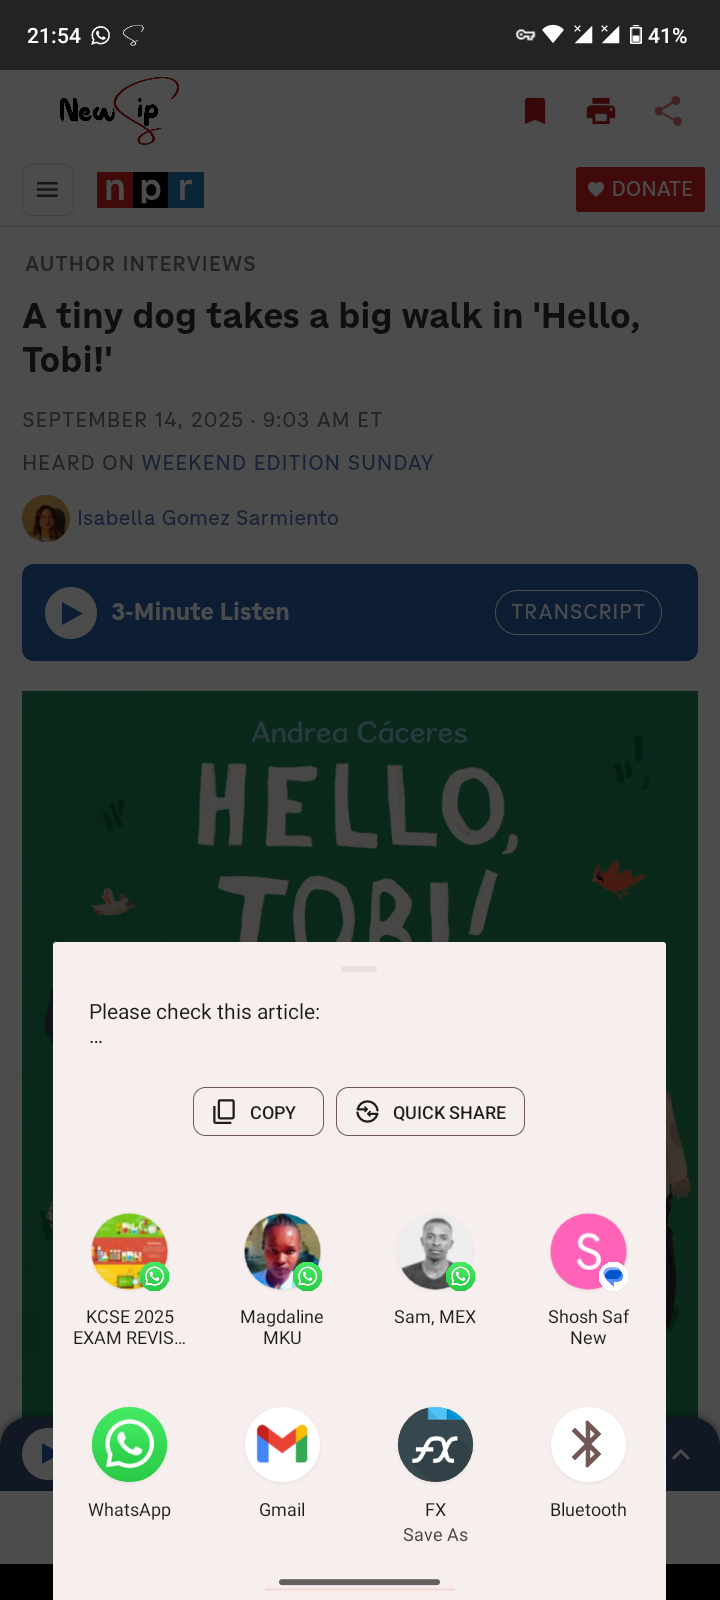 21:54
41%
New Sip
npr
DONATE
AUTHOR INTERVIEWS
A tiny dog takes a big walk in 'Hello,
Tobi!'
SEPTEMBER 14, 2025 · 9:03 AM ET
HEARD ON WEEKEND EDITION SUNDAY
Isabella Gomez Sarmiento
3-Minute Listen
TRANSCRIPT
Andrea Cáceres
HELLO,
TOBI!
Please check this article:
…
COPY
QUICK SHARE
KCSE 2025
EXAM REVIS…
Magdaline
MKU
Sam, MEX
S
Shosh Saf
New
WhatsApp
Gmail
FX
FX
Save As
Bluetooth